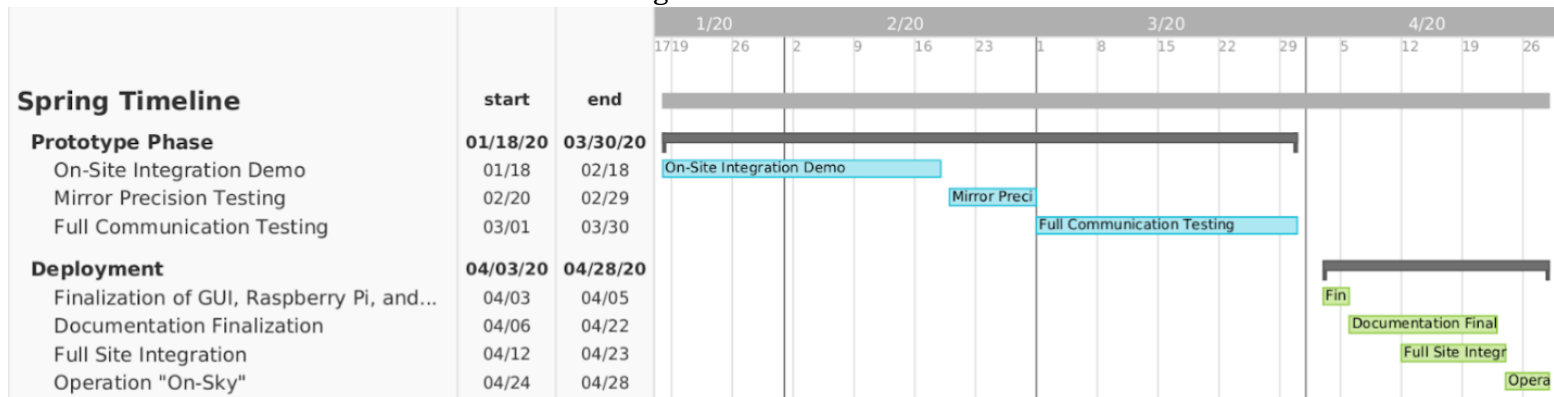 1/20 2/20 3/20 4/20
17 19 26 2 9 16 23 1 8 15 22 29 5 12 19 26
Spring Timeline start end
Prototype Phase 01/18/20 03/30/20
On-Site Integration Demo 01/18 02/18 On-Site Integration Demo
Mirror Precision Testing 02/20 02/29 Mirror Preci
Full Communication Testing 03/01 03/30 Full Communication Testing
Deployment 04/03/20 04/28/20
Finalization of GUI, Raspberry Pi, and... 04/03 04/05 Fin
Documentation Finalization 04/06 04/22 Documentation Final
Full Site Integration 04/12 04/23 Full Site Integr
Operation "On-Sky" 04/24 04/28 Opera